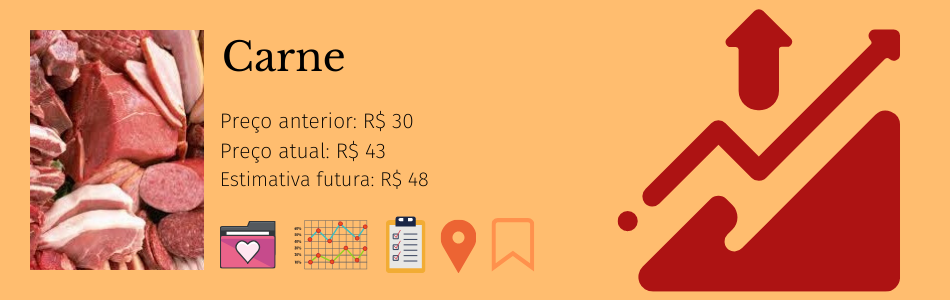 Carne
Preço anterior: R$ 30
Preço atual: R$ 43
Estimativa futura: R$ 48